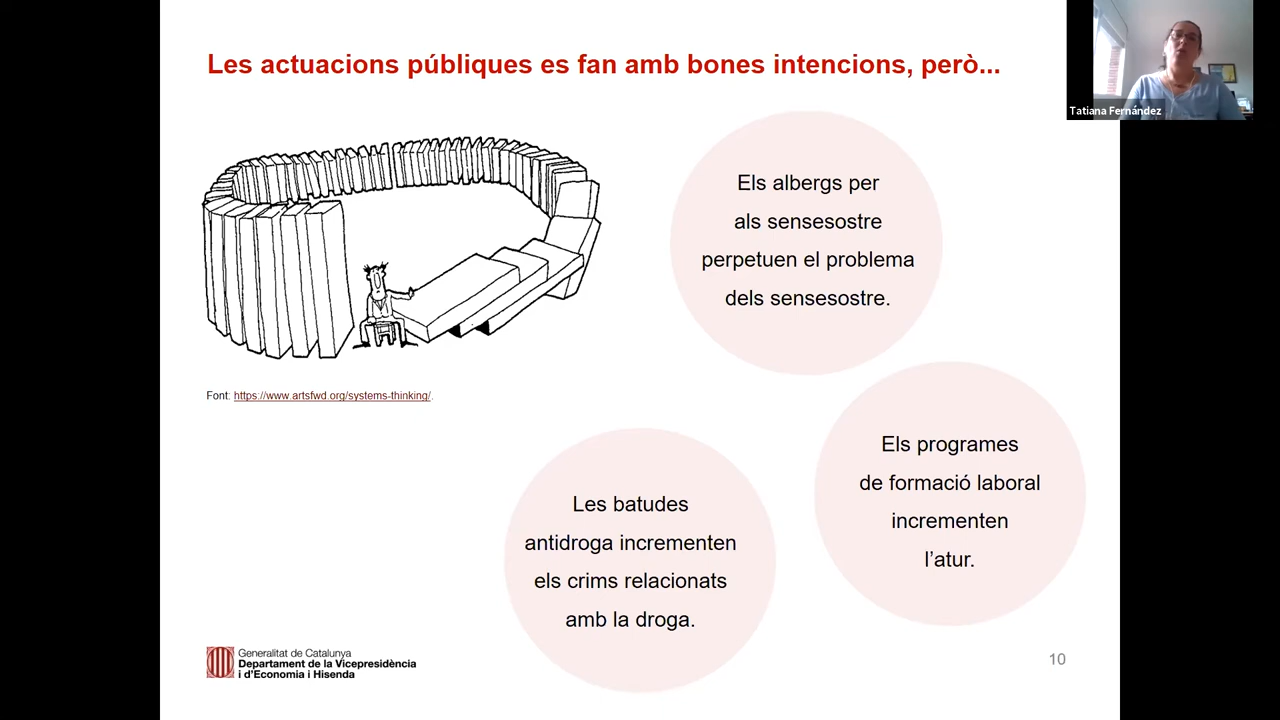 Les actuacions públiques es fan amb bones intencions, però...
Tatiana Fernández
Els albergs per
als sensesostre
perpetuen el problema
dels sensesostre.
Font: https://www.artsfwd.org/systems-thinking/.
Els programes
de formació laboral
incrementen
l’atur.
Les batudes
antidroga incrementen
els crims relacionats
amb la droga.
Generalitat de Catalunya
Departament de la Vicepresidència
i d'Economia i Hisenda
10